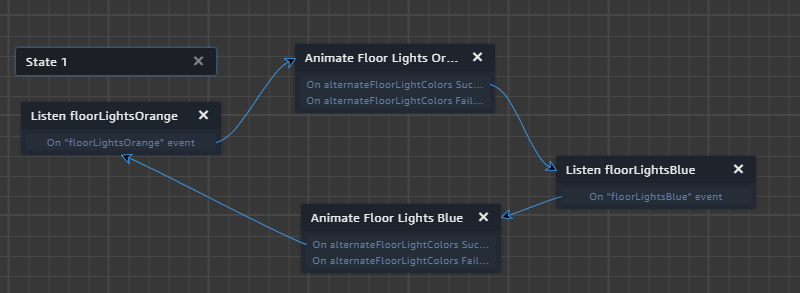 State 1
Listen floorLightsOrange
On "floorLightsOrange" event
Animate Floor Lights Or...
On alternateFloorLightColors Suc...
On alternateFloorLightColors Fail...
Listen floorLightsBlue
On "floorLightsBlue" event
Animate Floor Lights Blue
On alternateFloorLightColors Suc...
On alternateFloorLightColors Fail...